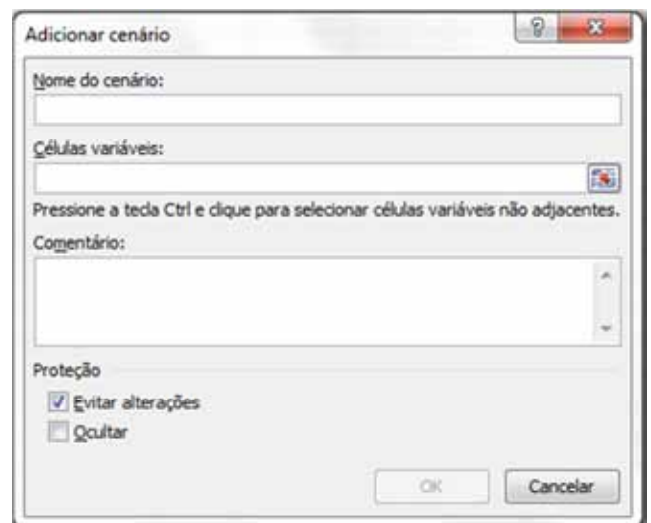 Adicionar cenário
Nome do cenário:
Células variáveis:
Pressione a tecla Ctrl e clique para selecionar células variáveis não adjacentes.
Comentário:
Proteção
Evitar alterações
Ocultar
OK Cancelar